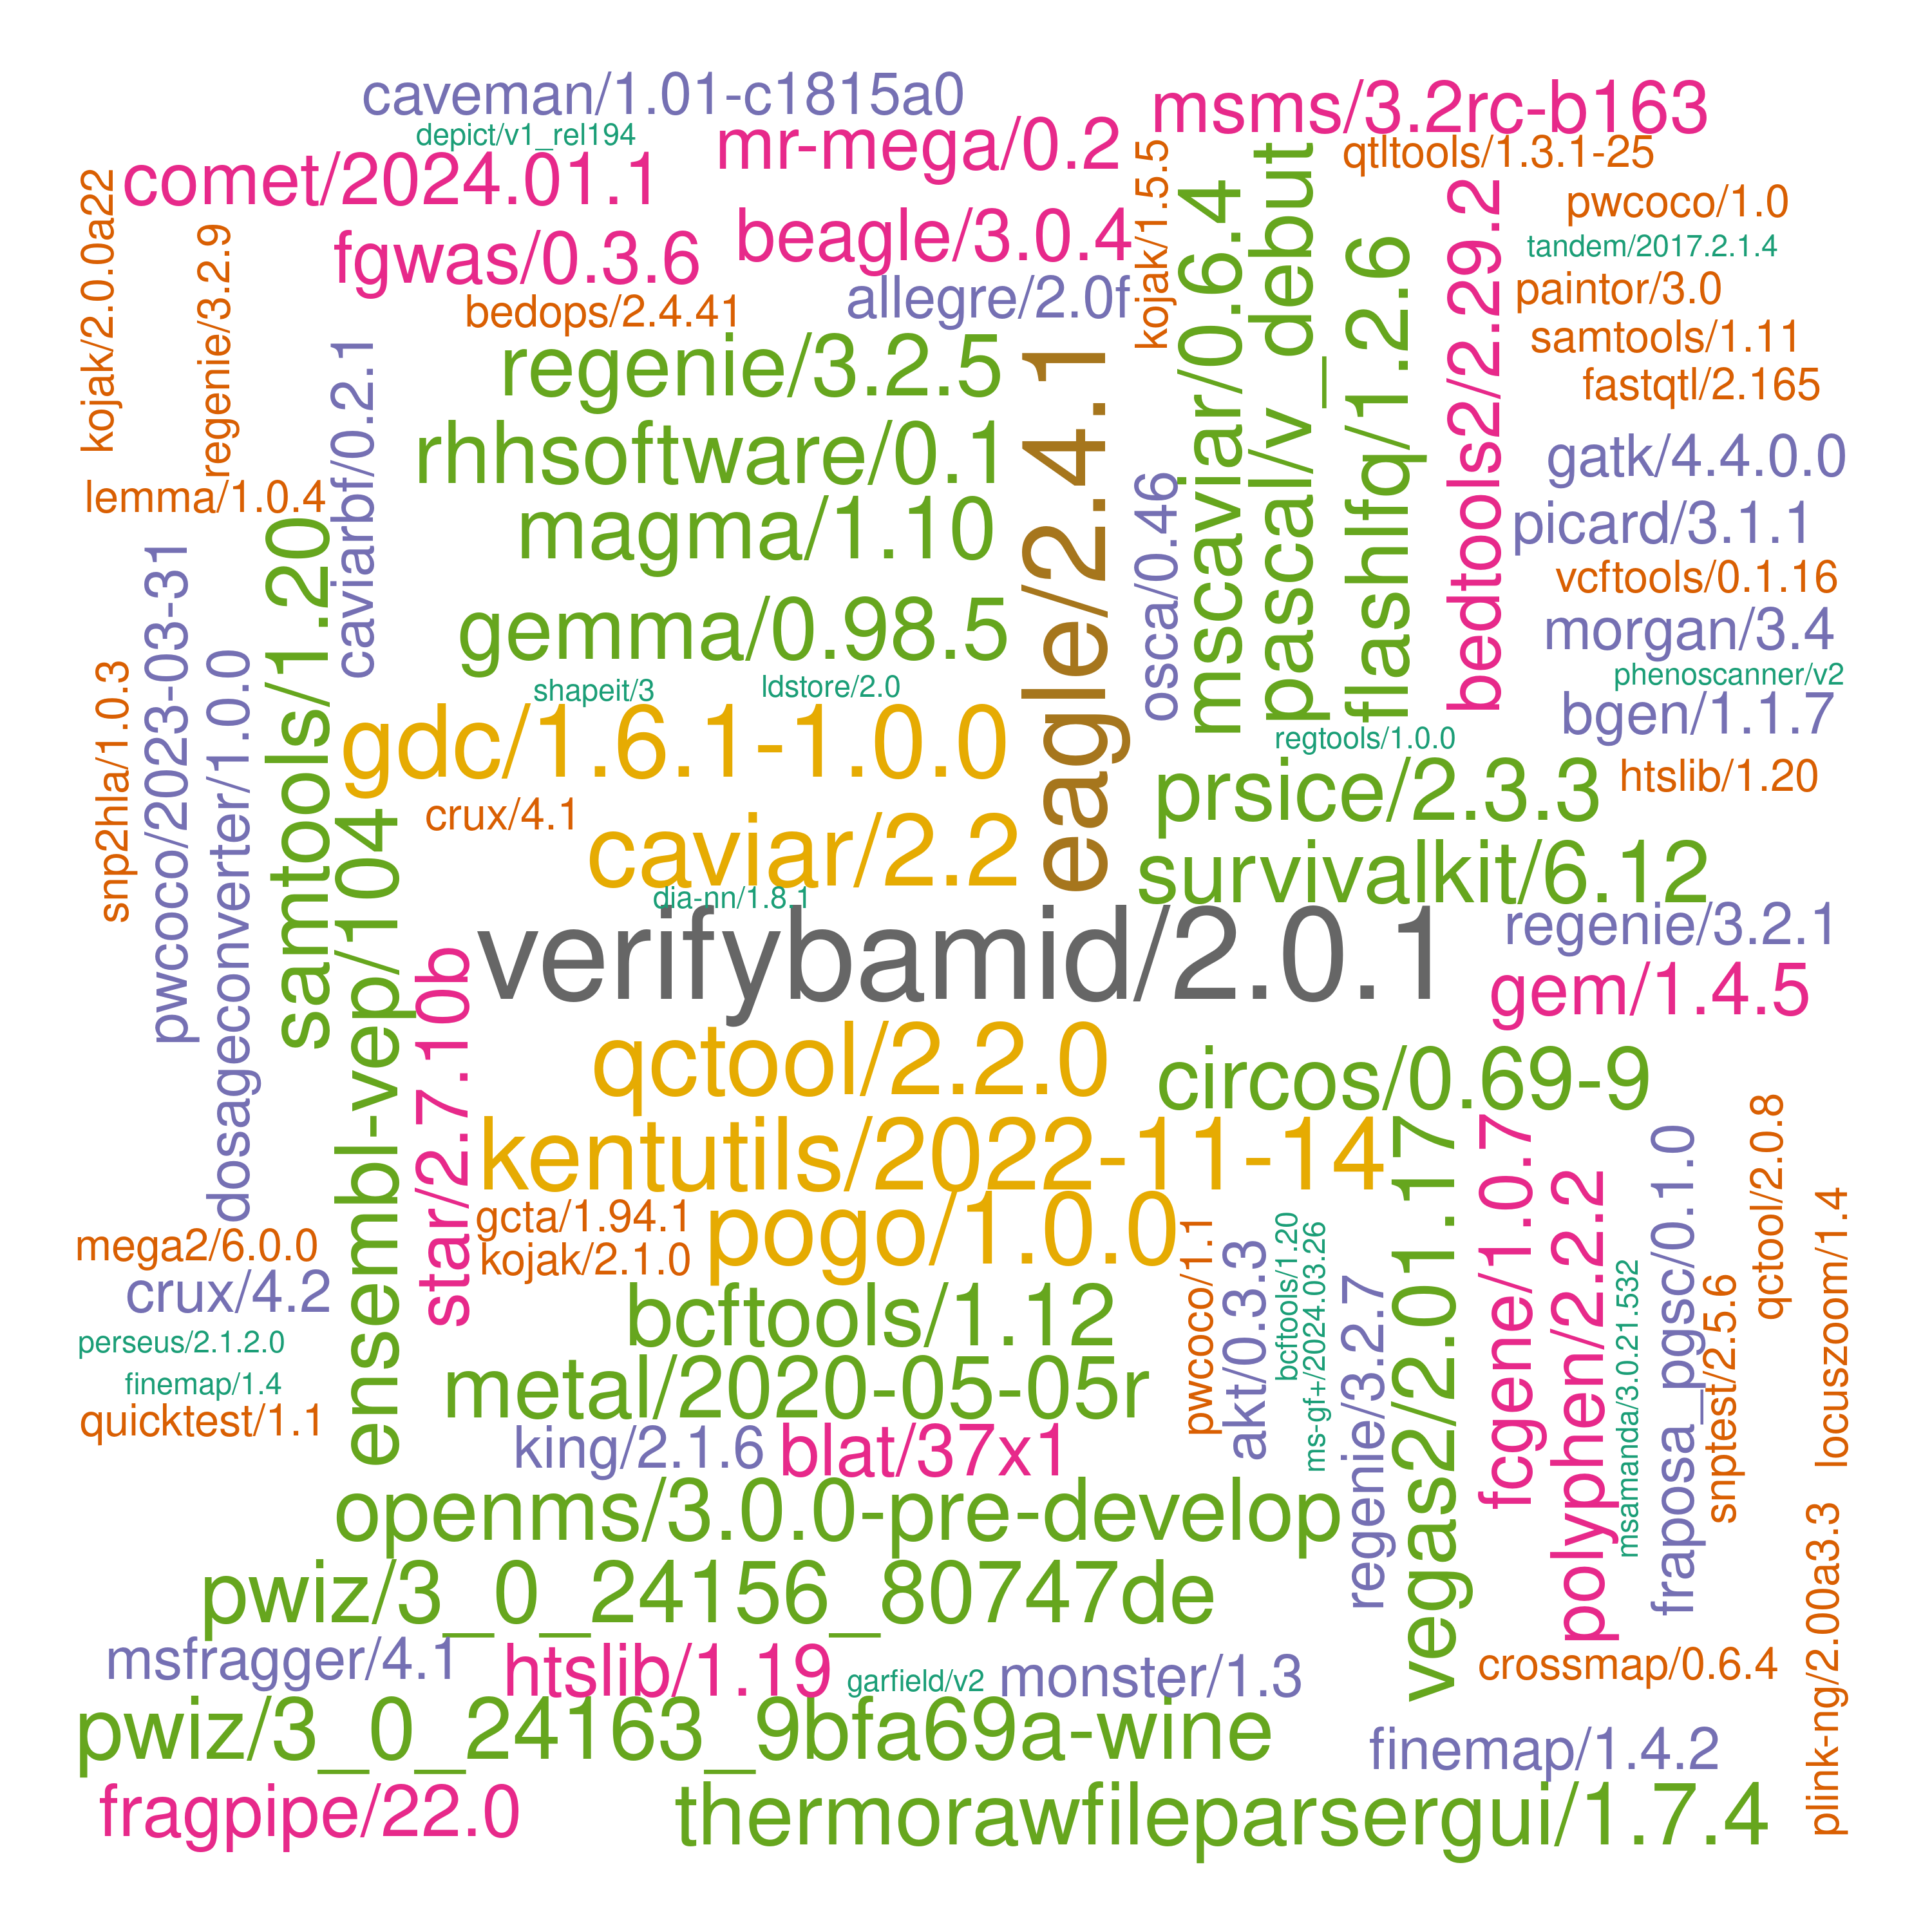 caveman/1.01-c1815a0
depict/v1_rel194
comet/2024.01.1
mr-mega/0.2
msms/3.2rc-b163
qtltools/1.3.1-25
kojak/2.0.0a22
regenie/3.2.9
fgwas/0.3.6
beagle/3.0.4
kojak/1.5.5
mscaviar/0.6.4
pascal/v_debut
flashlfq/1.2.6
bedtools2/2.29.2
pwcoco/1.0
tandem/2017.2.1.4
paintor/3.0
samtools/1.11
fastqtl/2.165
bedops/2.4.41
allegre/2.0f
regenie/3.2.5
caviarbf/0.2.1
rhhsoftware/0.1
eagle/2.4.1
gatk/4.4.0.0
lemma/1.0.4
magma/1.10
osca/0.46
picard/3.1.1
vcftools/0.1.16
samtools/1.20
pwcoco/2023-03-31
gemma/0.98.5
morgan/3.4
phenoscanner/v2
snp2hla/1.0.3
dosageconverter/1.0.0
shapeit/3
ldstore/2.0
gdc/1.6.1-1.0.0
bgen/1.1.7
regtools/1.0.0
prsice/2.3.3
htslib/1.20
crux/4.1
caviar/2.2
ensembl-vep/104
survivalkit/6.12
dia-nn/1.8.1
verifybamid/2.0.1
regenie/3.2.1
star/2.7.10b
gem/1.4.5
qctool/2.2.0
circos/0.69-9
kentutils/2022-11-14
vegas2/2.01.17
fcgene/1.0.7
polyphen/2.2.2
fraposa_pgsc/0.1.0
qctool/2.0.8
locuszoom/1.4
gcta/1.94.1
pogo/1.0.0
kojak/2.1.0
mega2/6.0.0
crux/4.2
pwcoco/1.1
akt/0.3.3
bcftools/1.20
ms-gf+/2024.03.26
regenie/3.2.7
msamanda/3.0.21.532
snptest/2.5.6
bcftools/1.12
perseus/2.1.2.0
metal/2020-05-05r
finemap/1.4
quicktest/1.1
king/2.1.6
blat/37x1
openms/3.0.0-pre-develop
plink-ng/2.00a3.3
pwiz/3_0_24156_80747de
msfragger/4.1
htslib/1.19
garfield/v2
monster/1.3
crossmap/0.6.4
pwiz/3_0_24163_9bfa69a-wine
finemap/1.4.2
fragpipe/22.0
thermorawfileparsergui/1.7.4